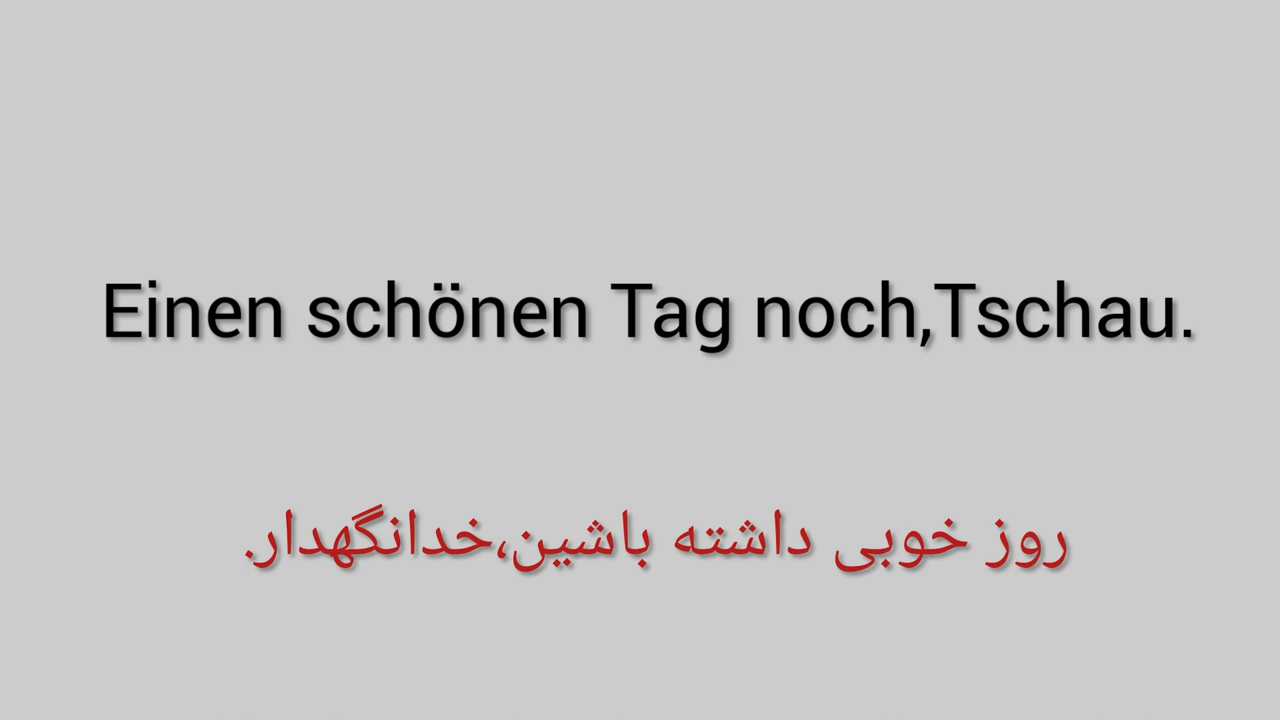 Einen schönen Tag noch,Tschau.
روز خوبی داشته باشین،خدانگهدار.